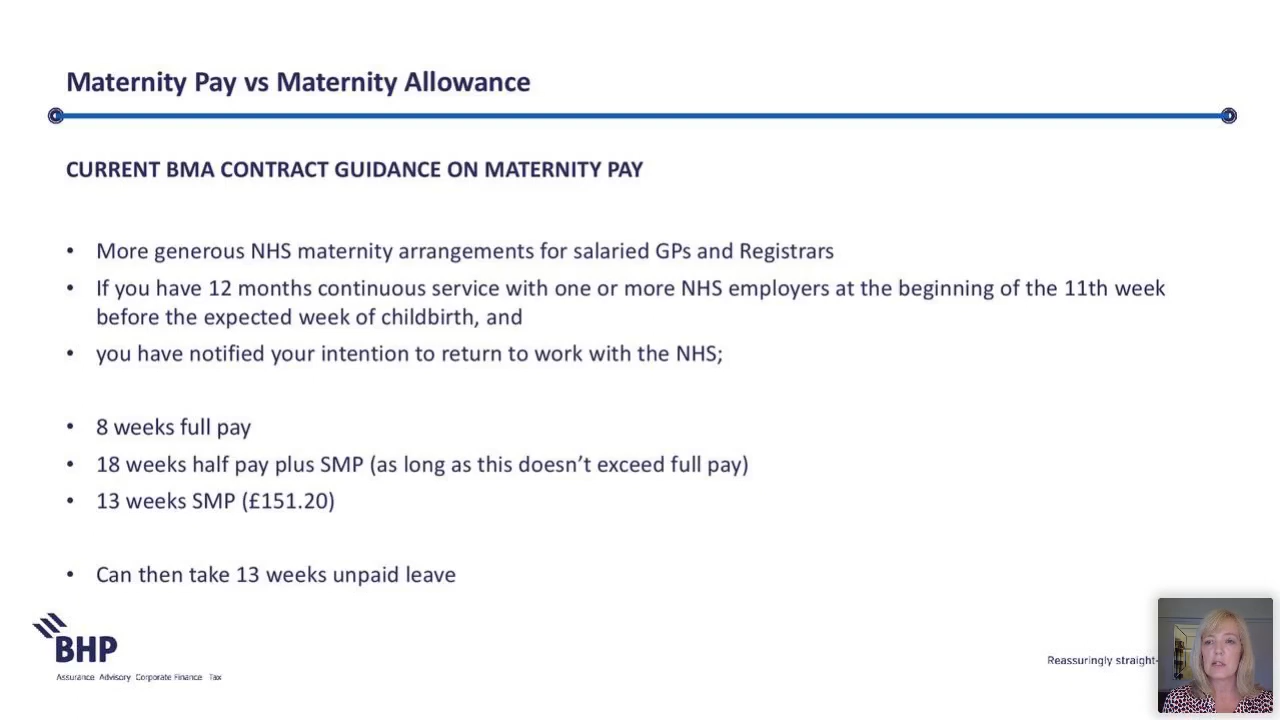 Maternity Pay vs Maternity Allowance
CURRENT BMA CONTRACT GUIDANCE ON MATERNITY PAY
• More generous NHS maternity arrangements for salaried GPs and Registrars
• If you have 12 months continuous service with one or more NHS employers at the beginning of the 11th week
before the expected week of childbirth, and
• you have notified your intention to return to work with the NHS;
• 8 weeks full pay
• 18 weeks half pay plus SMP (as long as this doesn’t exceed full pay)
• 13 weeks SMP (£151.20)
• Can then take 13 weeks unpaid leave
BHP
Assurance Advisory Corporate Finance Tax
Reassuringly straight-